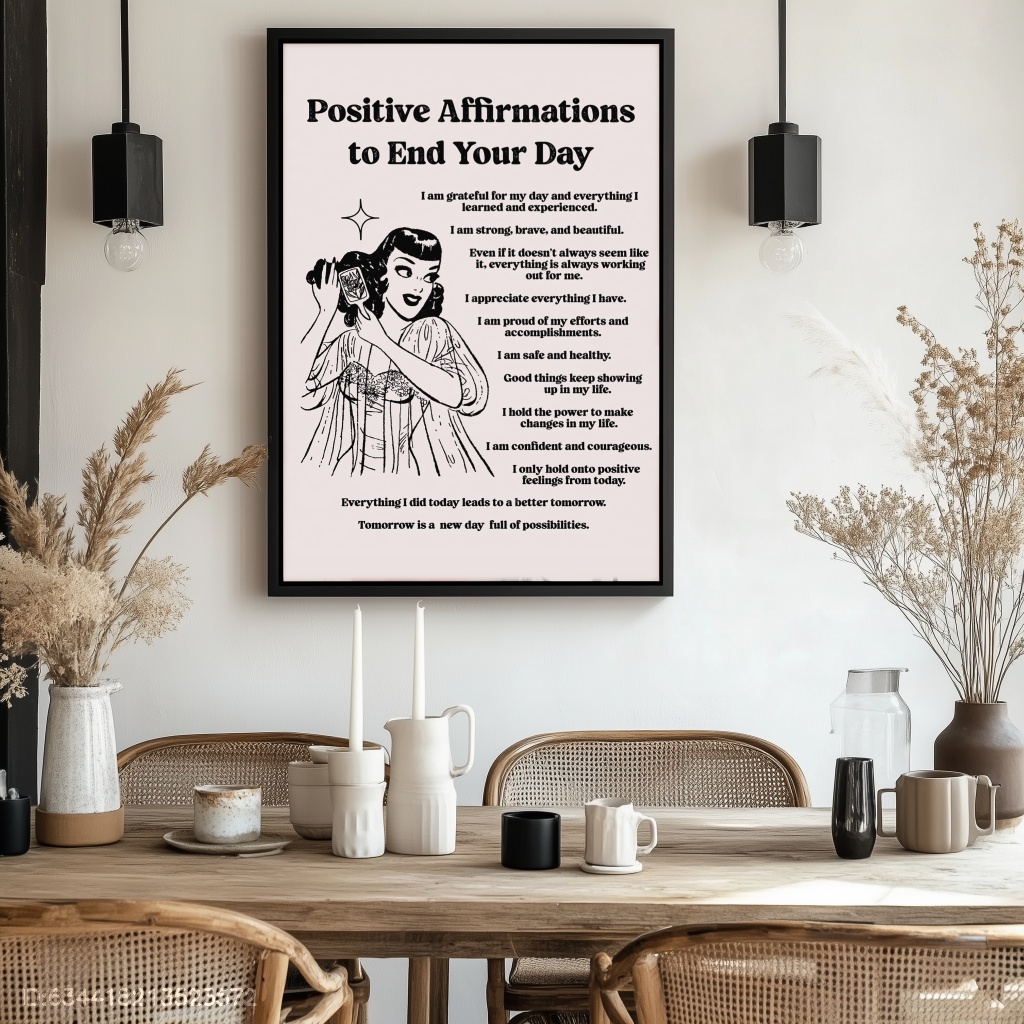 Positive Affirmations
to End Your Day
I am grateful for my day and everything I
learned and experienced.
I am strong, brave, and beautiful.
Even if it doesn't always seem like
it, everything is always working
out for me.
I appreciate everything I have.
I am proud of my efforts and
accomplishments.
I am safe and healthy.
Good things keep showing
up in my life.
I hold the power to make
changes in my life.
I am confident and courageous.
I only hold onto positive
feelings from today.
Everything I did today leads to a better tomorrow.
Tomorrow is a new day full of possibilities.